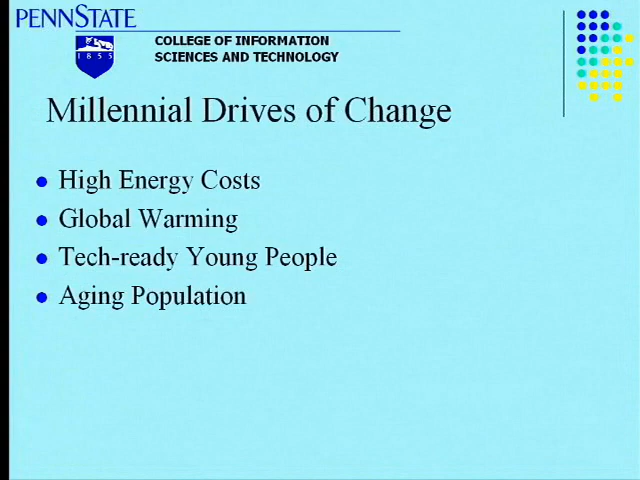 PENNSTATE
1855
COLLEGE OF INFORMATION
SCIENCES AND TECHNOLOGY
Millennial Drives of Change
High Energy Costs
Global Warming
Tech-ready Young People
Aging Population